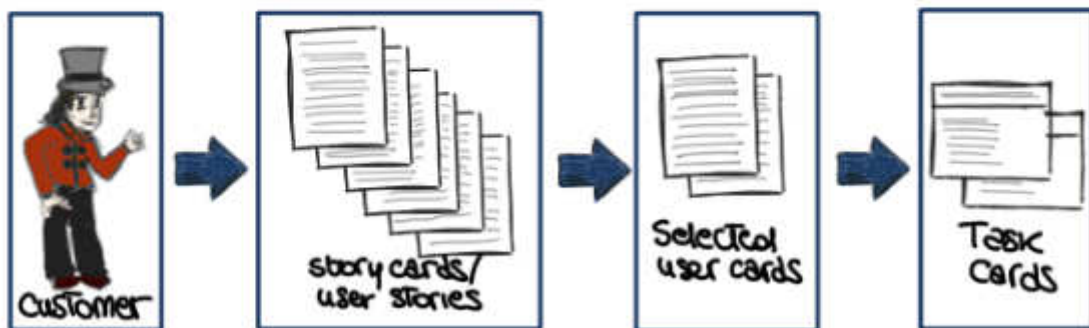 Customer
story cards/
user stories
Selected
user cards
Task
Cards